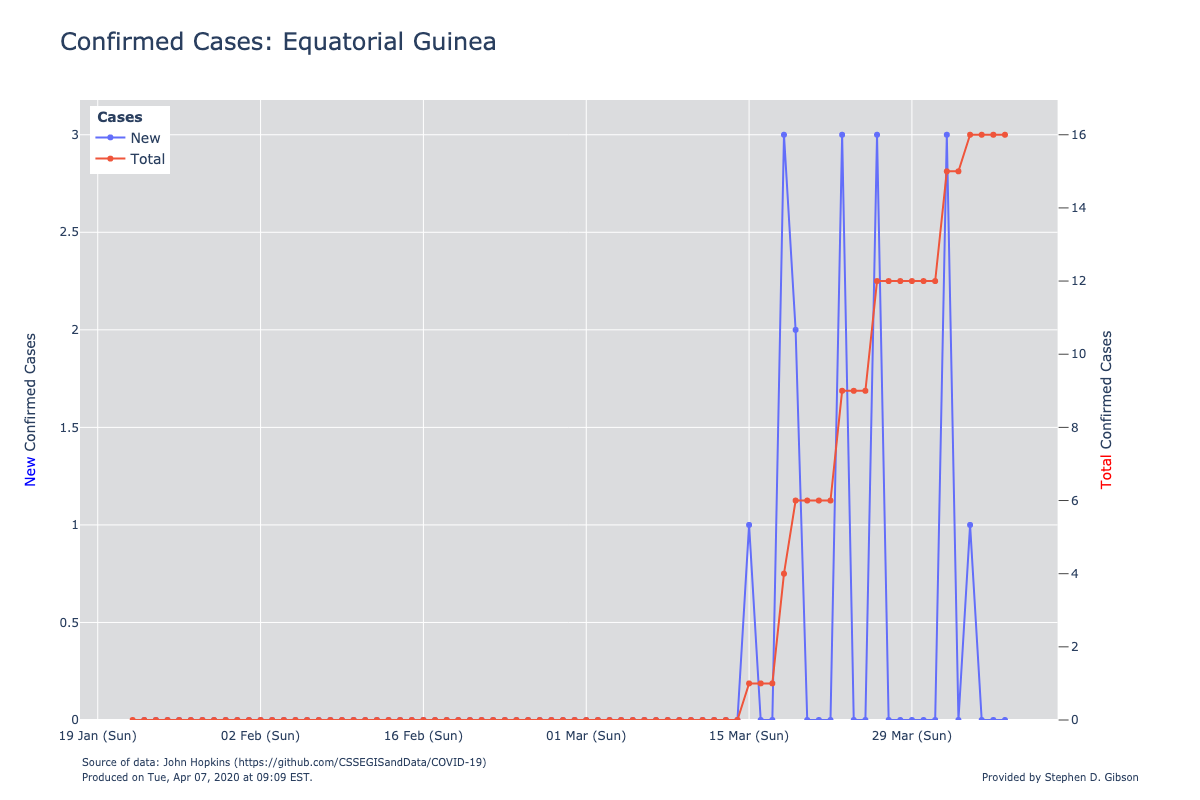 Confirmed Cases: Equatorial Guinea
Cases
New
Total
3
2.5
2
1.5
1
0.5
0
16
14
12
10
8
6
4
2
0
New Confirmed Cases
Total Confirmed Cases
19 Jan (Sun) 02 Feb (Sun) 16 Feb (Sun) 01 Mar (Sun) 15 Mar (Sun) 29 Mar (Sun)
Source of data: John Hopkins (https://github.com/CSSEGISandData/COVID-19)
Produced on Tue, Apr 07, 2020 at 09:09 EST.
Provided by Stephen D. Gibson